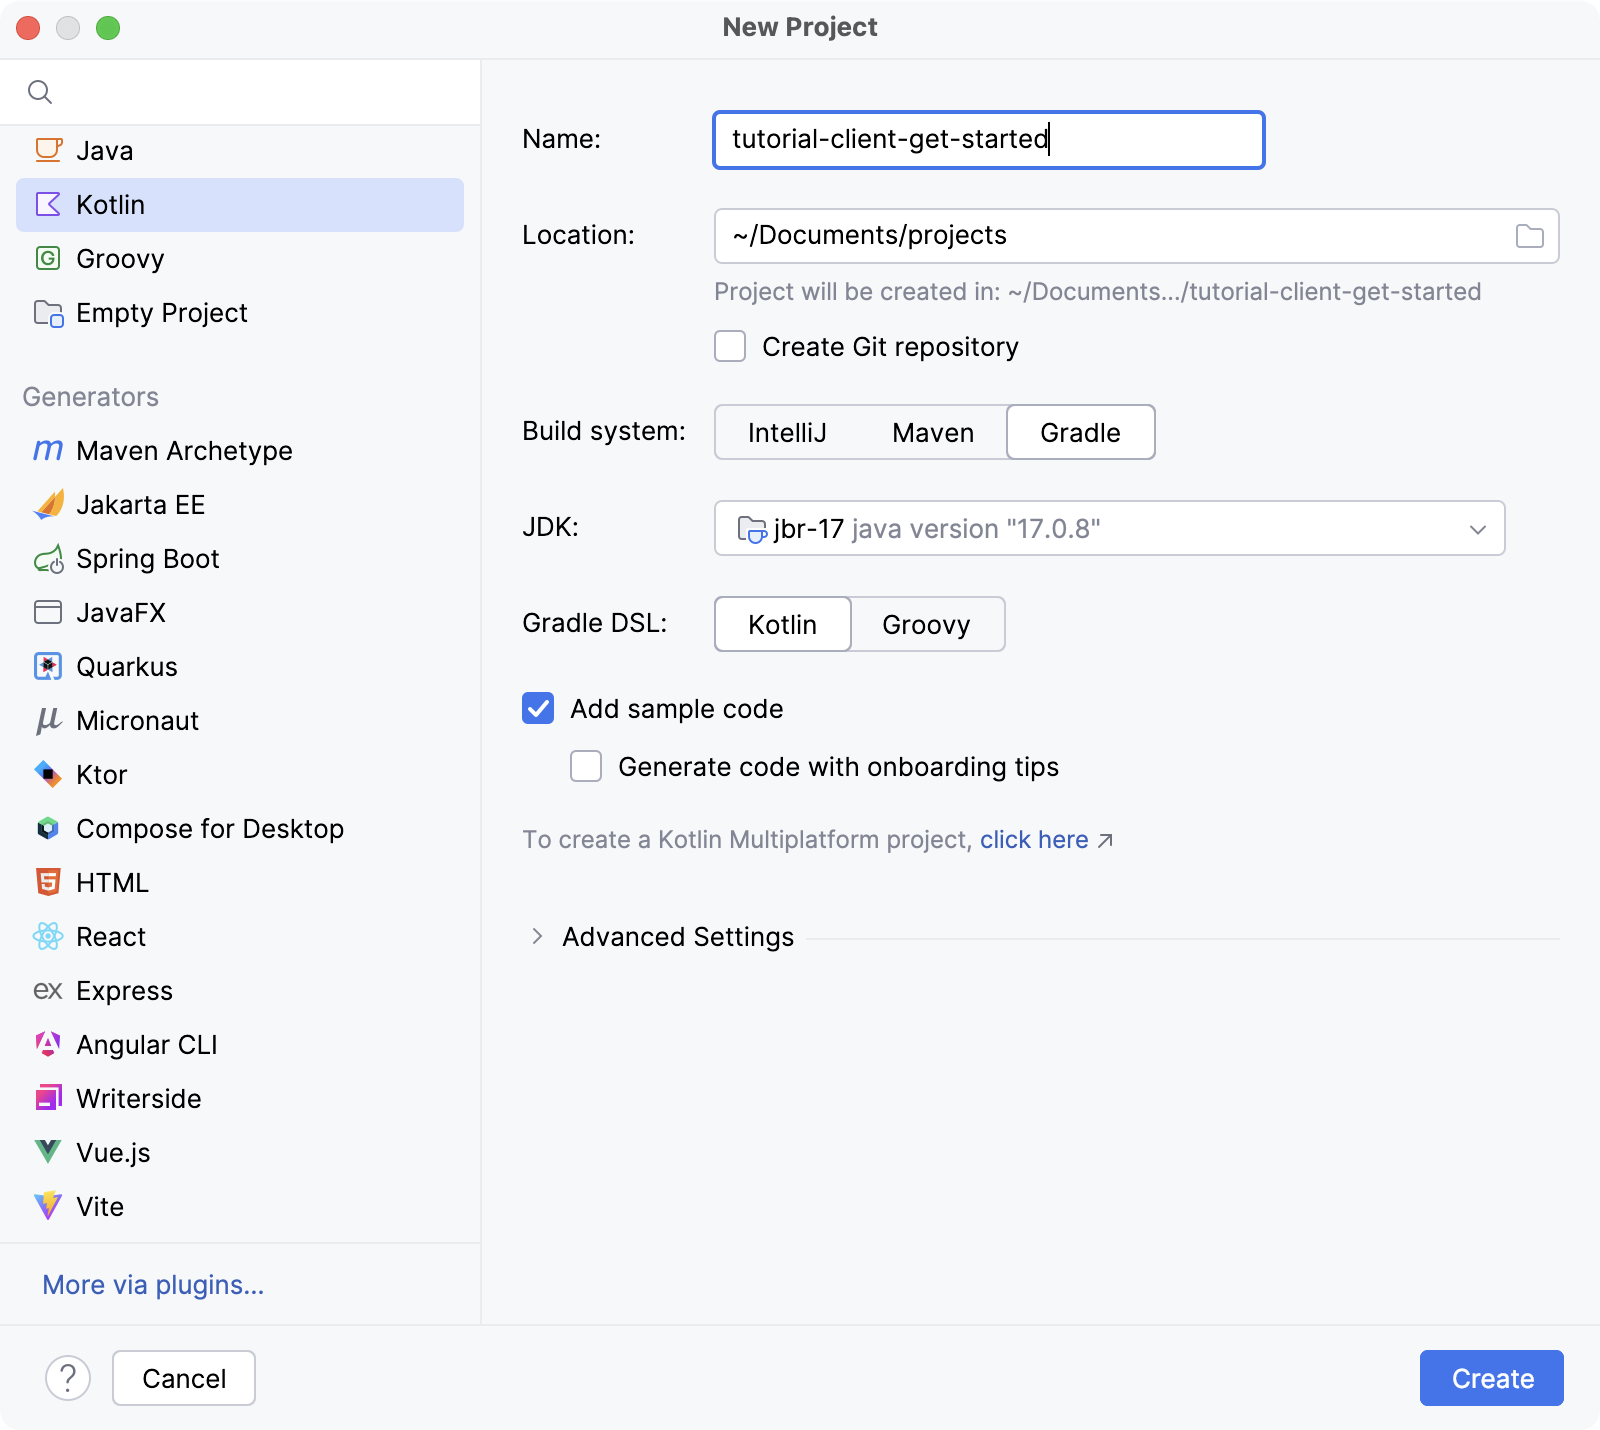 New Project
Java
Kotlin
Groovy
Empty Project
Generators
Maven Archetype
Jakarta EE
Spring Boot
JavaFX
Quarkus
Micronaut
Ktor
Compose for Desktop
HTML
React
ex Express
Angular CLI
Writerside
Vue.js
Vite
More via plugins...
Name: tutorial-client-get-started
Location: ~/Documents/projects
Project will be created in: ~/Documents.../tutorial-client-get-started
Create Git repository
Build system: IntelliJ Maven Gradle
JDK: jbr-17 java version "17.0.8"
Gradle DSL: Kotlin Groovy
Add sample code
Generate code with onboarding tips
To create a Kotlin Multiplatform project, click here ↗
Advanced Settings
? Cancel Create